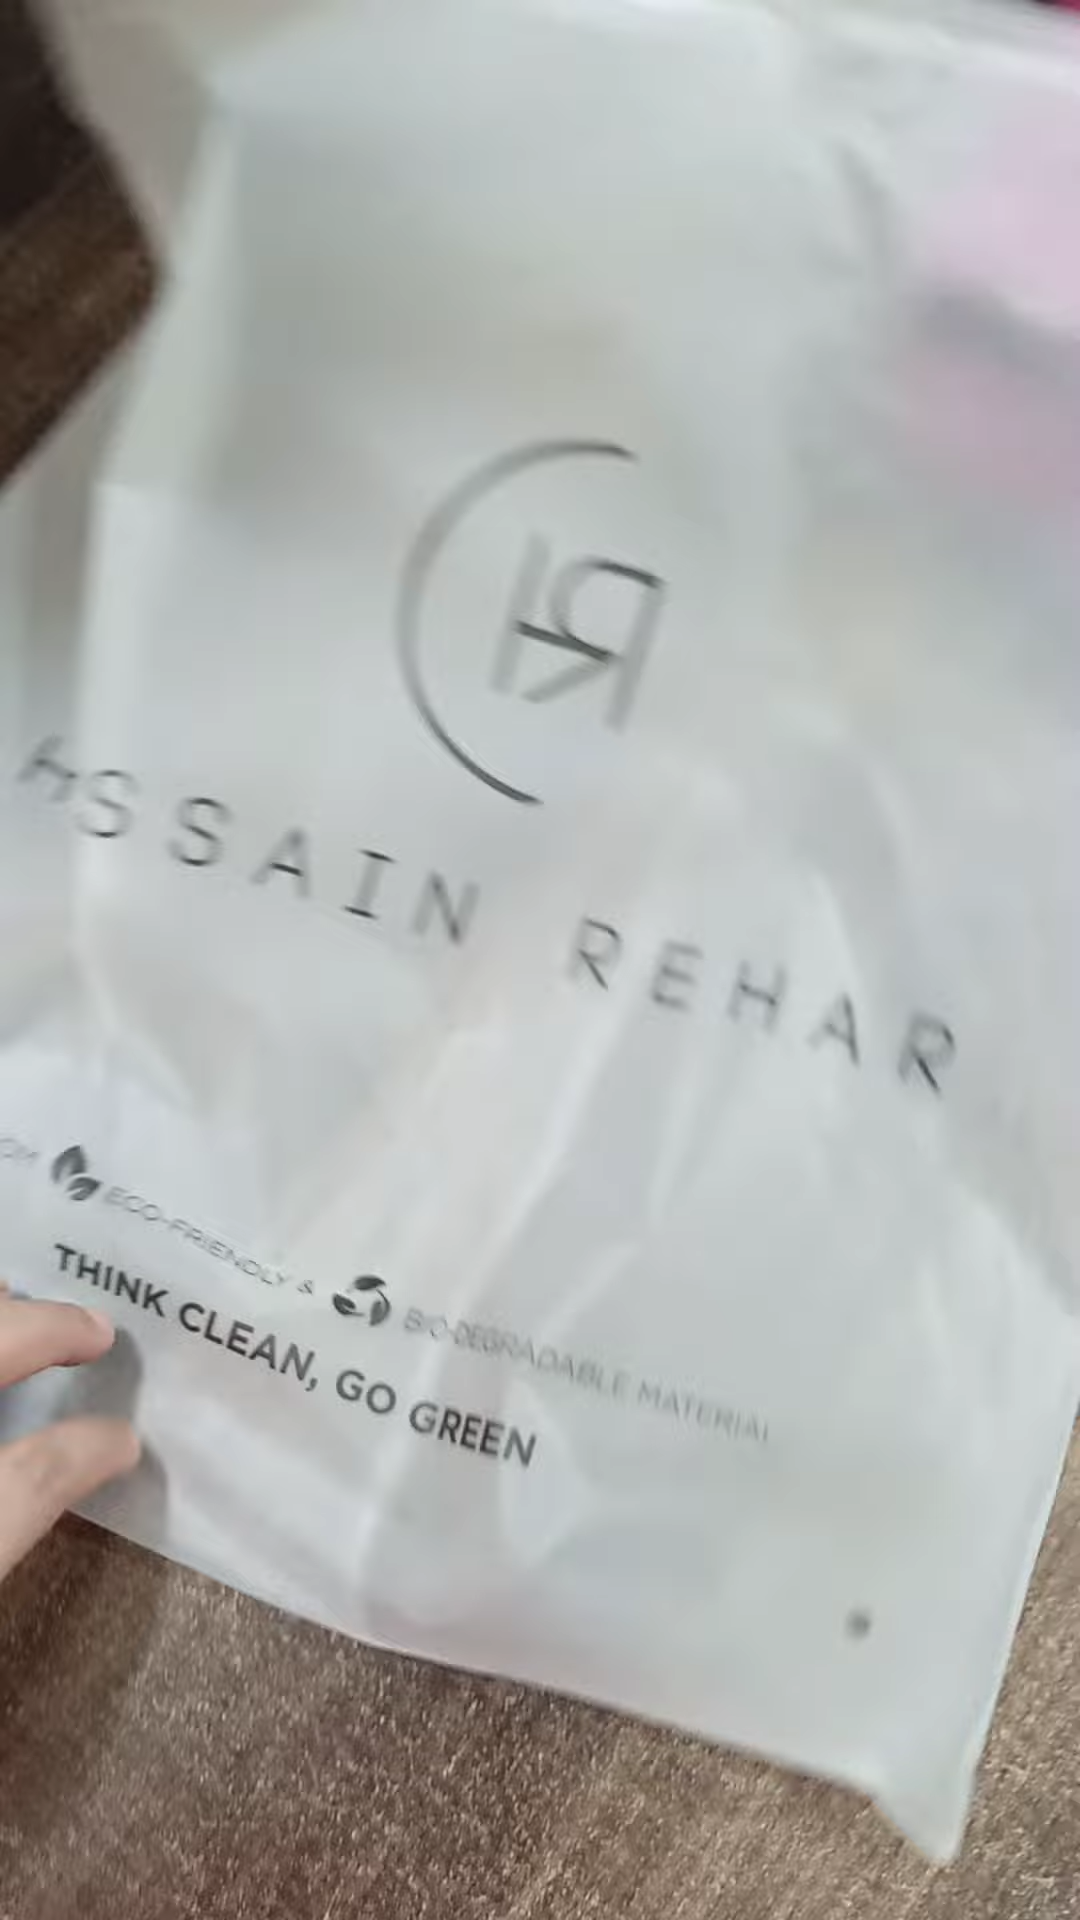 SSAIN REHAR
ECO-FRIENDLY & BIO-DEGRADABLE MATERIAL
THINK CLEAN, GO GREEN